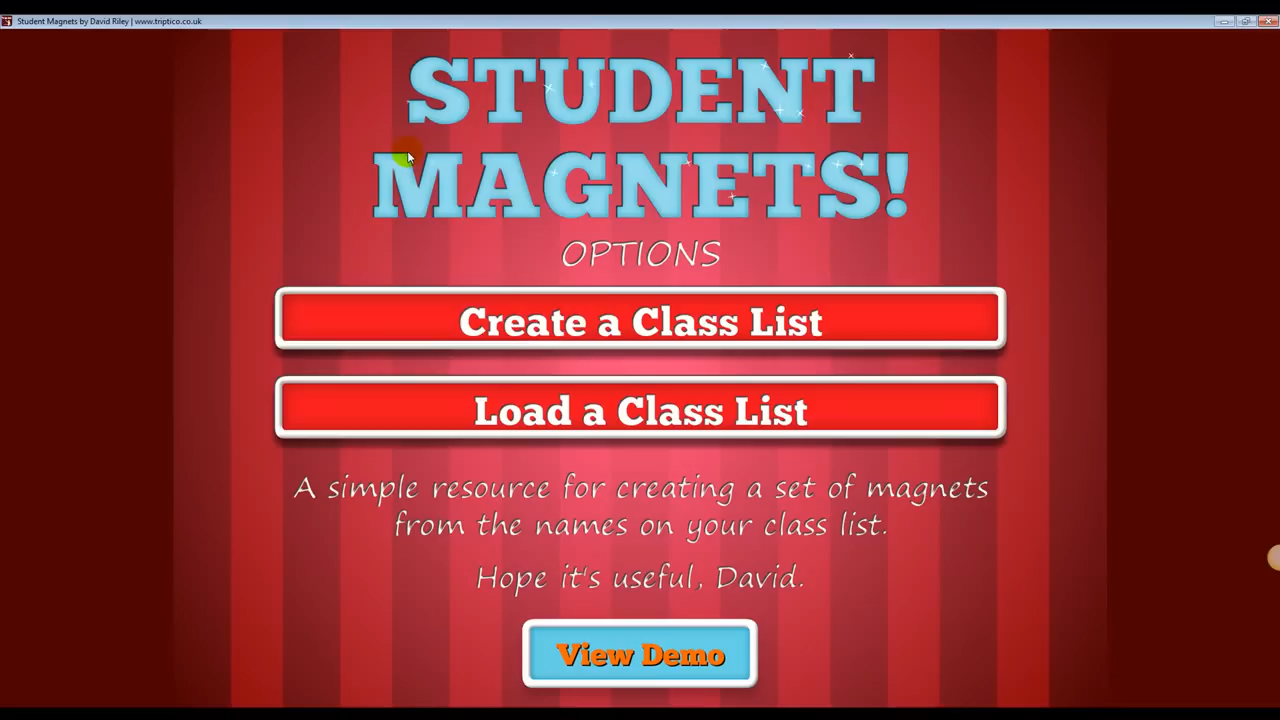 Student Magnets by David Riley | www.triptico.co.uk
STUDENT
MAGNETS!
OPTIONS
Create a Class List
Load a Class List
A simple resource for creating a set of magnets
from the names on your class list.
Hope it's useful, David.
View Demo